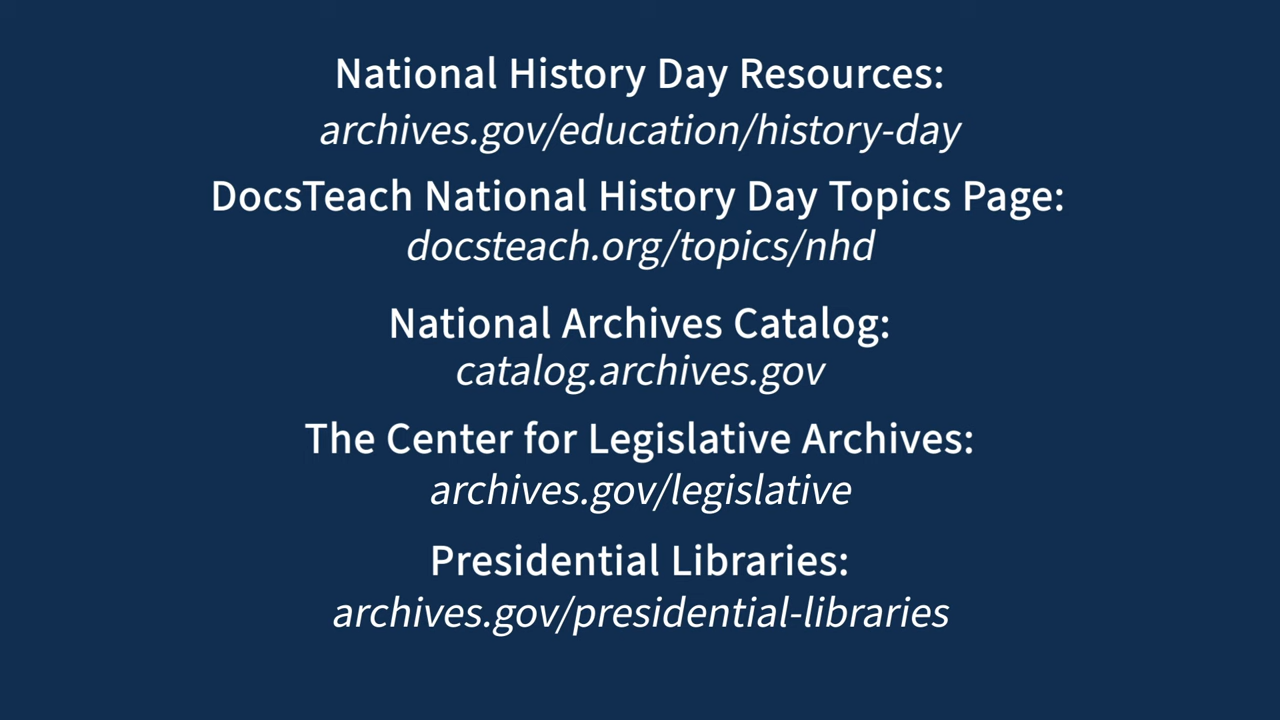 National History Day Resources:
archives.gov/education/history-day
DocsTeach National History Day Topics Page:
docsteach.org/topics/nhd
National Archives Catalog:
catalog.archives.gov
The Center for Legislative Archives:
archives.gov/legislative
Presidential Libraries:
archives.gov/presidential-libraries